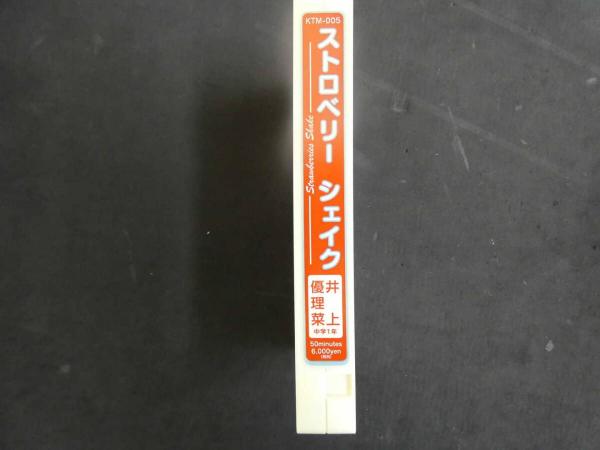 KTM-005
ストロベリー シェイク
Strawberries Shake
井上
優理菜
中学1年
50minutes
6,000yen